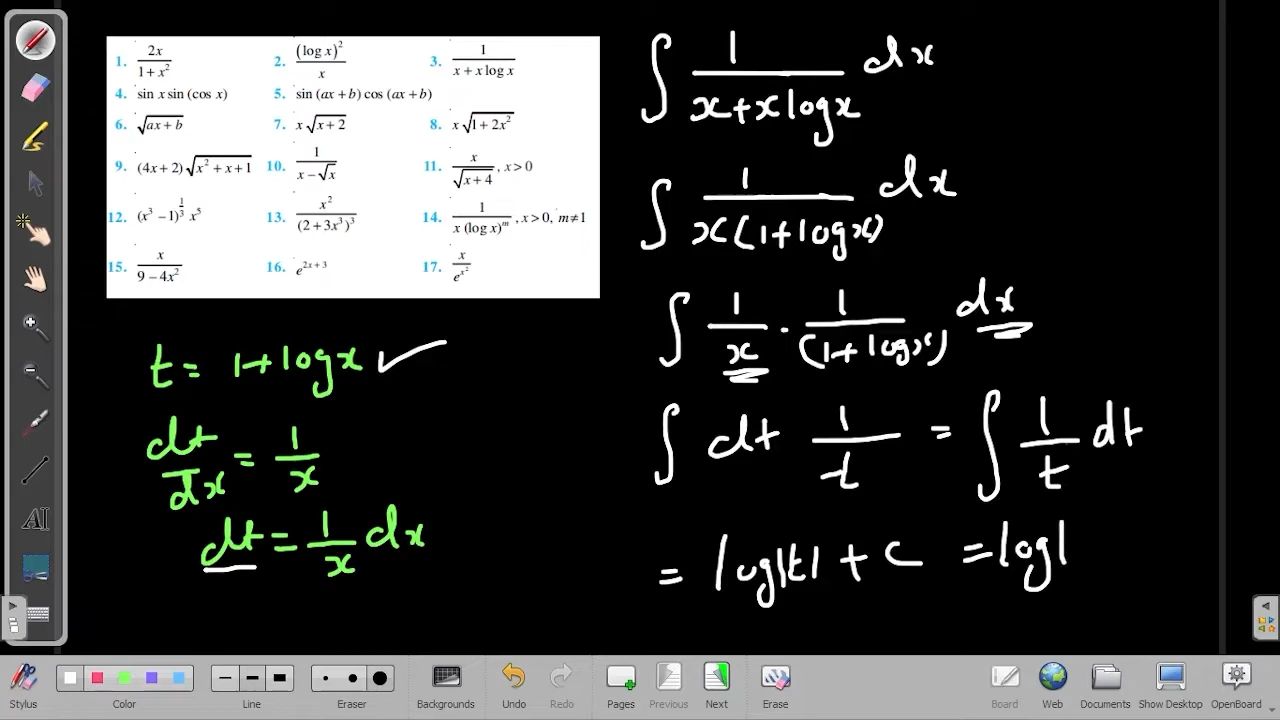 1. 2x/(1 + x²) 2. (log x)²/x 3. 1/(x + x log x)
4. sin x sin (cos x) 5. sin (ax + b) cos (ax + b)
6. √(ax + b) 7. x√(x + 2) 8. x√(1 + 2x²)
9. (4x + 2)√(x² + x + 1) 10. 1/(x – √x) 11. x/√(x + 4), x > 0
12. (x³ – 1)^(1/3) x⁵ 13. x²/(2 + 3x³)³ 14. 1/(x (log x)^m), x > 0, m ≠ 1
15. x/(9 – 4x²) 16. e^(2x + 3) 17. x/e^(x²)
t = 1 + log x ✓
dt/dx = 1/x
dt = 1/x dx
∫ 1/(x + x log x) dx
∫ 1/(x(1 + log x)) dx
∫ 1/x · 1/(1 + log x) dx
∫ dt 1/t = ∫ 1/t dt
= log|t| + c = log|
Stylus Color Line Eraser Backgrounds Undo Redo Pages Previous Next Erase Board Web Documents Show Desktop OpenBoard